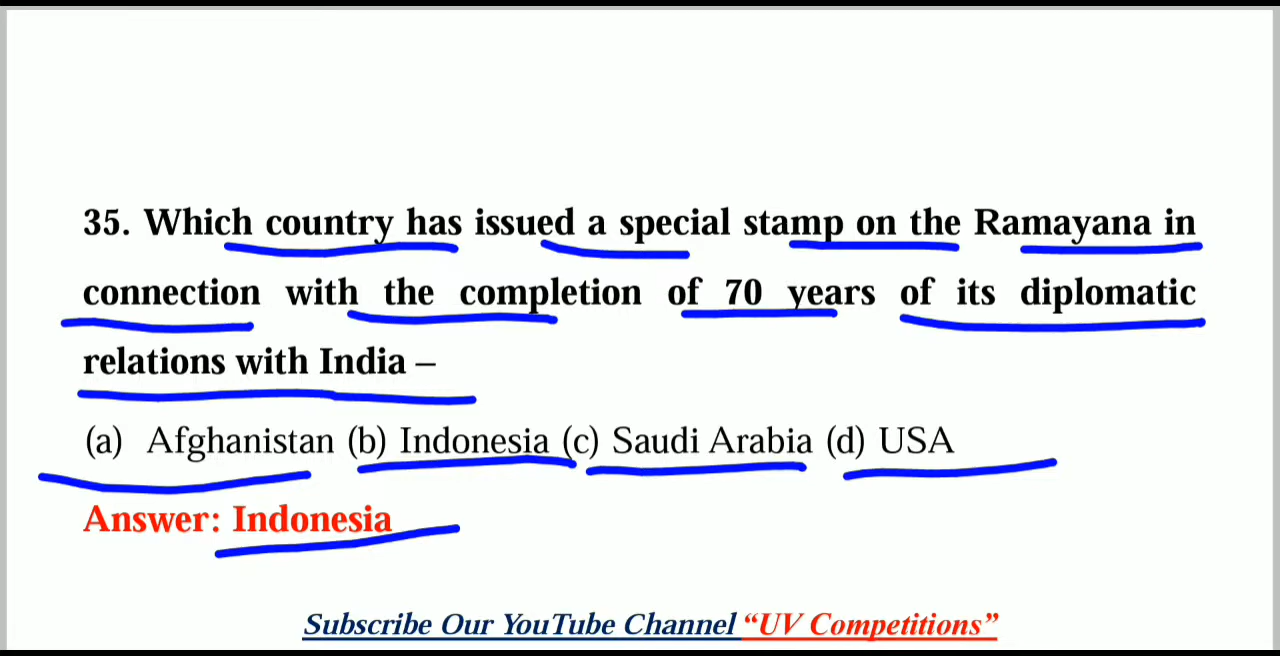 35. Which country has issued a special stamp on the Ramayana in
connection with the completion of 70 years of its diplomatic
relations with India –
(a) Afghanistan (b) Indonesia (c) Saudi Arabia (d) USA
Answer: Indonesia
Subscribe Our YouTube Channel “UV Competitions”